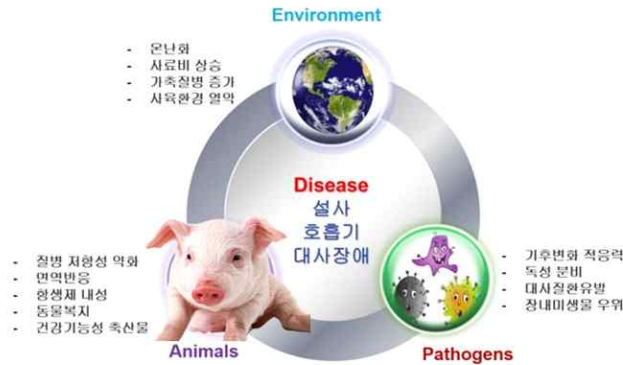 Environment
- 온난화
- 사료비 상승
- 가축질병 증가
- 사육환경 열악
Disease
설사
호흡기
대사장애
- 질병 저항성 약화
- 면역반응
- 항생제 내성
- 동물복지
- 건강기능성 축산물
Animals
- 기후변화 적응력
- 독성 분비
- 대사질환유발
- 장내미생물 우위
Pathogens